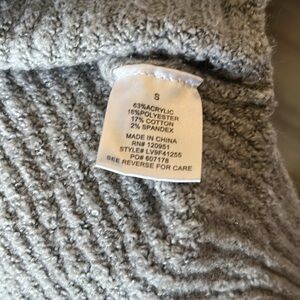 S
63%ACRYLIC
18%POLYESTER
17% COTTON
2% SPANDEX
MADE IN CHINA
RN# 120951
STYLE# LV9F41255
PO# 607178
SEE REVERSE FOR CARE